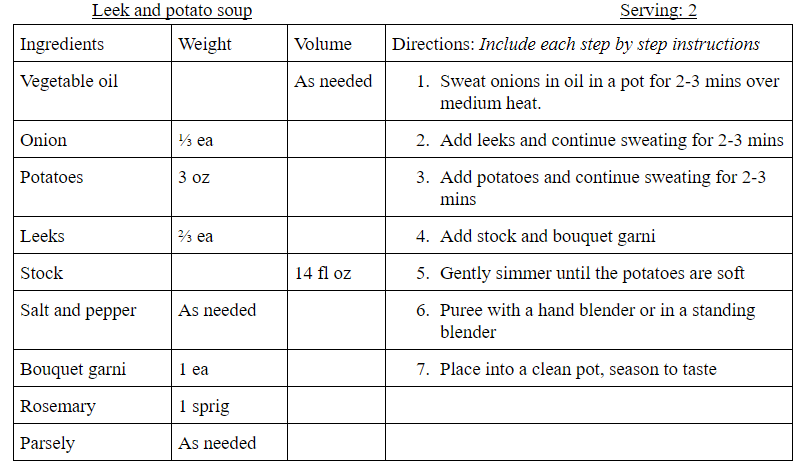 Leek and potato soup Serving: 2
Ingredients Weight Volume Directions: Include each step by step instructions
Vegetable oil As needed 1. Sweat onions in oil in a pot for 2-3 mins over
medium heat.
Onion ⅓ ea 2. Add leeks and continue sweating for 2-3 mins
Potatoes 3 oz 3. Add potatoes and continue sweating for 2-3
mins
Leeks ⅔ ea 4. Add stock and bouquet garni
Stock 14 fl oz 5. Gently simmer until the potatoes are soft
Salt and pepper As needed 6. Puree with a hand blender or in a standing
blender
Bouquet garni 1 ea 7. Place into a clean pot, season to taste
Rosemary 1 sprig
Parsely As needed